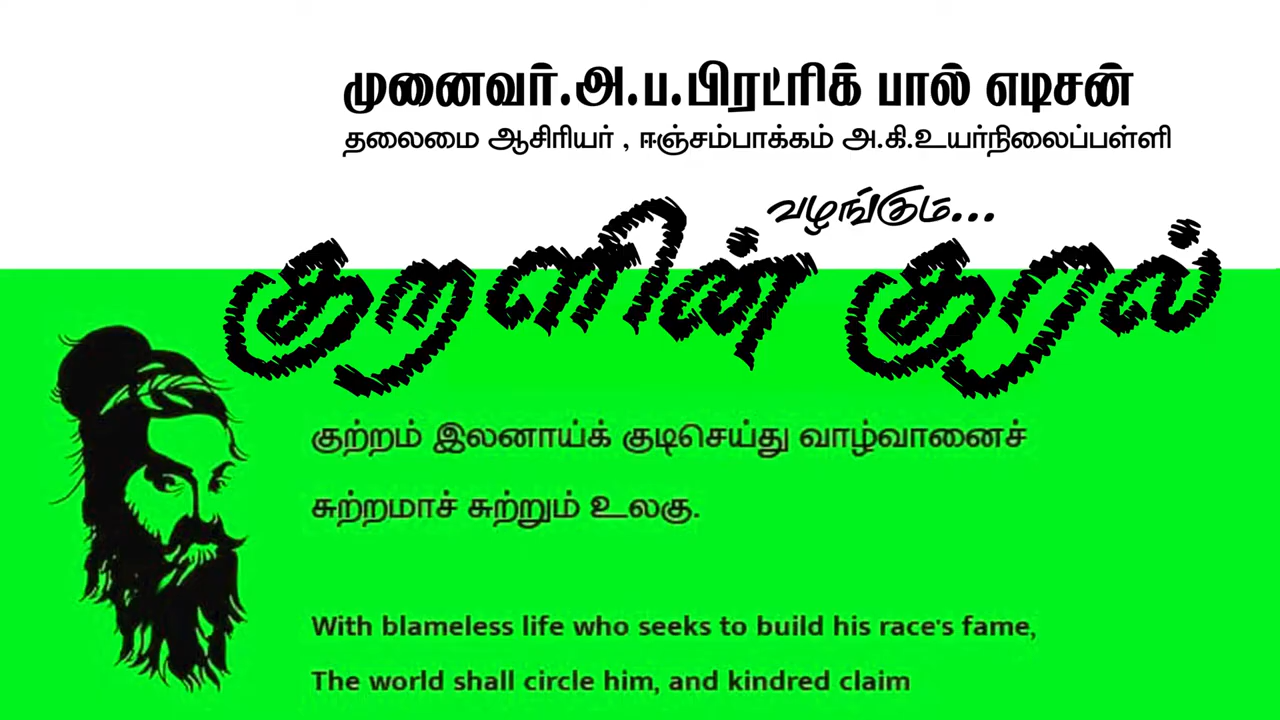 முனைவர்.அ.ப.பிரட்ரிக் பால் எடிசன்
தலைமை ஆசிரியர் , ஈஞ்சம்பாக்கம் அ.கி.உயர்நிலைப்பள்ளி
வழங்கும்...
குறளின் குரல்
குற்றம் இலனாய்க் குடிசெய்து வாழ்வானைச்
சுற்றமாச் சுற்றும் உலகு.
With blameless life who seeks to build his race's fame,
The world shall circle him, and kindred claim